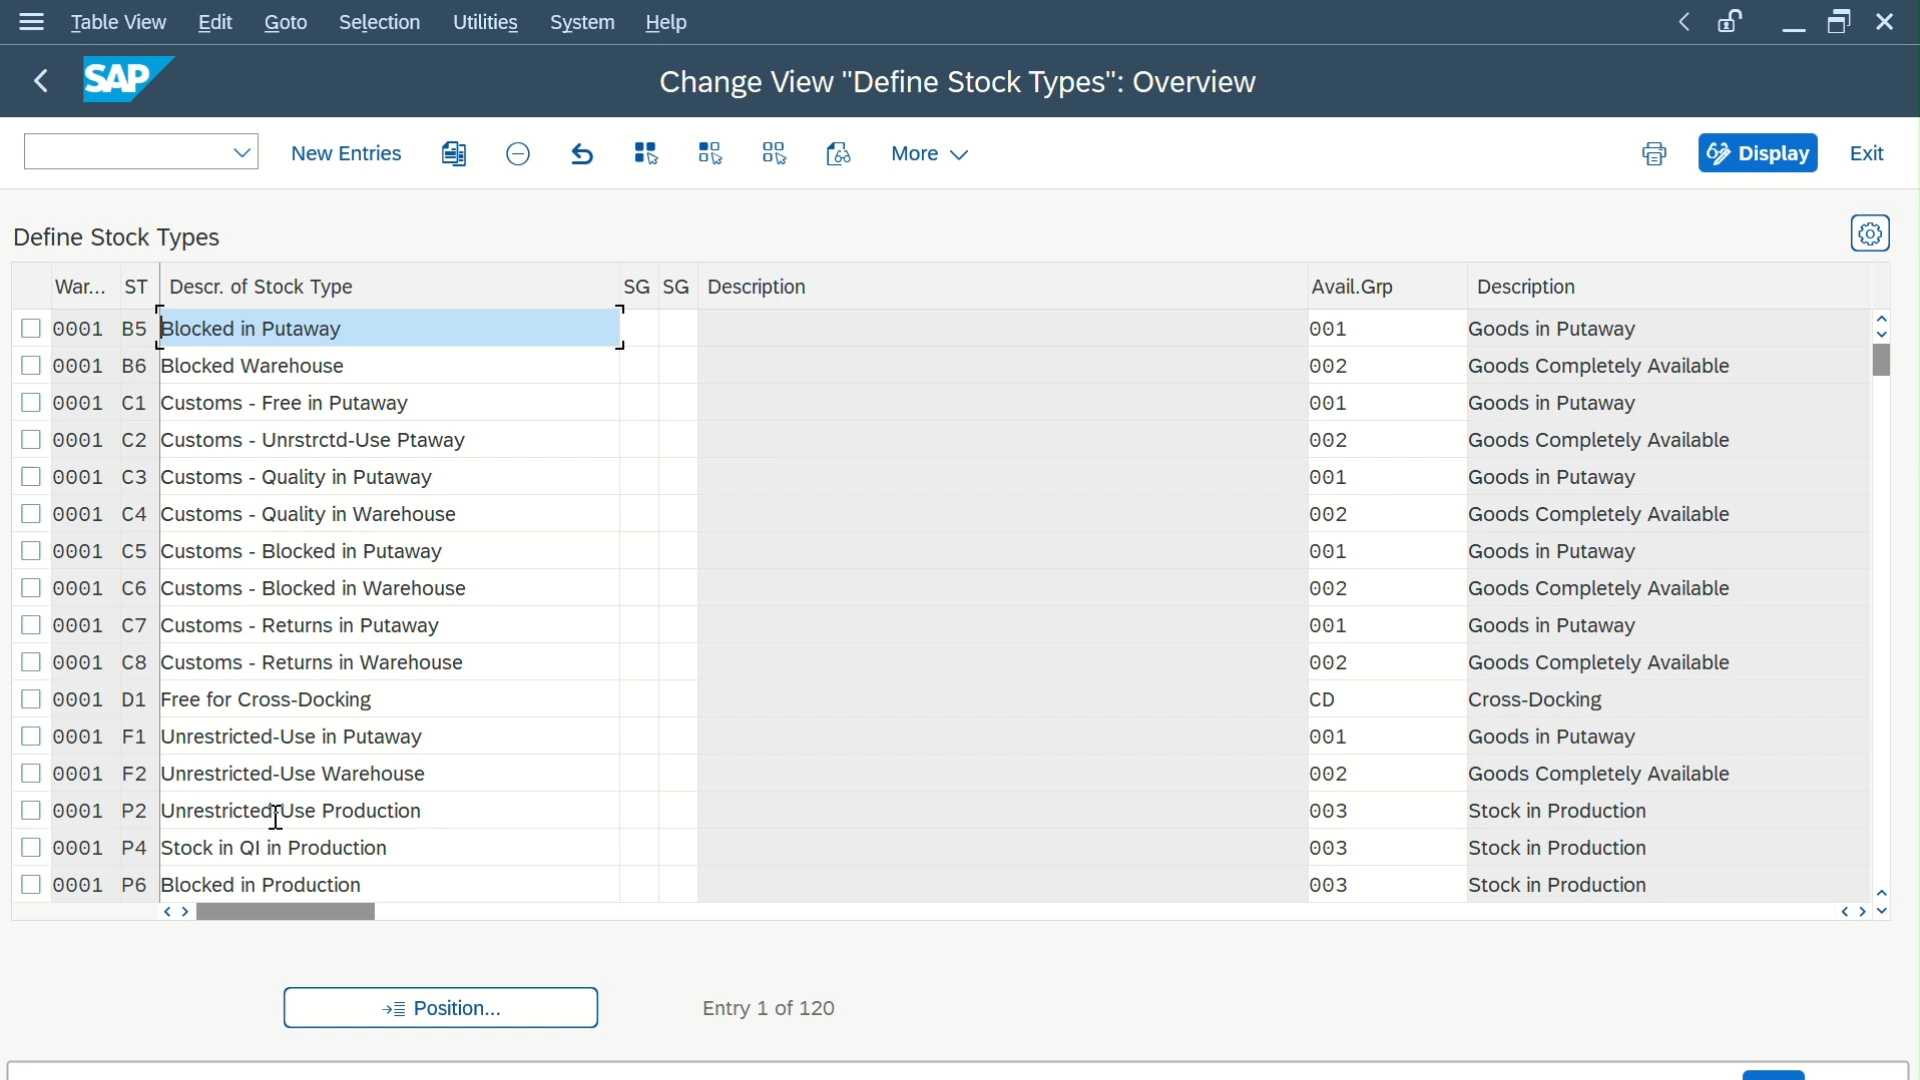 Table View Edit Goto Selection Utilities System Help
SAP Change View "Define Stock Types": Overview
New Entries More Display Exit
Define Stock Types
War... ST Descr. of Stock Type SG SG Description Avail.Grp Description
0001 B5 Blocked in Putaway 001 Goods in Putaway
0001 B6 Blocked Warehouse 002 Goods Completely Available
0001 C1 Customs - Free in Putaway 001 Goods in Putaway
0001 C2 Customs - Unrstrctd-Use Ptaway 002 Goods Completely Available
0001 C3 Customs - Quality in Putaway 001 Goods in Putaway
0001 C4 Customs - Quality in Warehouse 002 Goods Completely Available
0001 C5 Customs - Blocked in Putaway 001 Goods in Putaway
0001 C6 Customs - Blocked in Warehouse 002 Goods Completely Available
0001 C7 Customs - Returns in Putaway 001 Goods in Putaway
0001 C8 Customs - Returns in Warehouse 002 Goods Completely Available
0001 D1 Free for Cross-Docking CD Cross-Docking
0001 F1 Unrestricted-Use in Putaway 001 Goods in Putaway
0001 F2 Unrestricted-Use Warehouse 002 Goods Completely Available
0001 P2 Unrestricted-Use Production 003 Stock in Production
0001 P4 Stock in QI in Production 003 Stock in Production
0001 P6 Blocked in Production 003 Stock in Production
Position... Entry 1 of 120